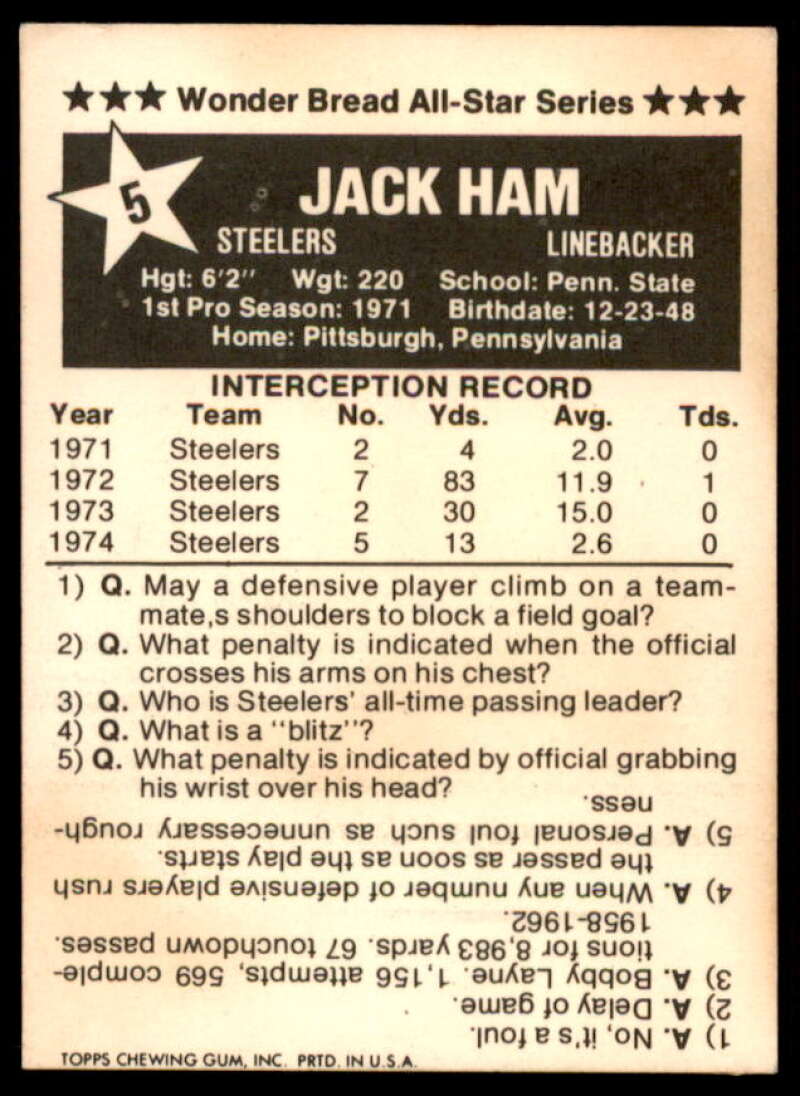 ★★★ Wonder Bread All-Star Series ★★★
5
JACK HAM
STEELERS LINEBACKER
Hgt: 6'2" Wgt: 220 School: Penn. State
1st Pro Season: 1971 Birthdate: 12-23-48
Home: Pittsburgh, Pennsylvania
INTERCEPTION RECORD
Year Team No. Yds. Avg. Tds.
1971 Steelers 2 4 2.0 0
1972 Steelers 7 83 11.9 1
1973 Steelers 2 30 15.0 0
1974 Steelers 5 13 2.6 0
1) Q. May a defensive player climb on a team-
mate,s shoulders to block a field goal?
2) Q. What penalty is indicated when the official
crosses his arms on his chest?
3) Q. Who is Steelers' all-time passing leader?
4) Q. What is a "blitz"?
5) Q. What penalty is indicated by official grabbing
his wrist over his head?
1) A. No, it's a foul.
2) A. Delay of game.
3) A. Bobby Layne. 1,156 attempts, 569 comple-
tions for 8,983 yards. 67 touchdown passes.
1958-1962.
4) A. When any number of defensive players rush
the passer as soon as the play starts.
5) A. Personal foul such as unnecessary rough-
ness.
TOPPS CHEWING GUM, INC. PRTD. IN U.S.A.